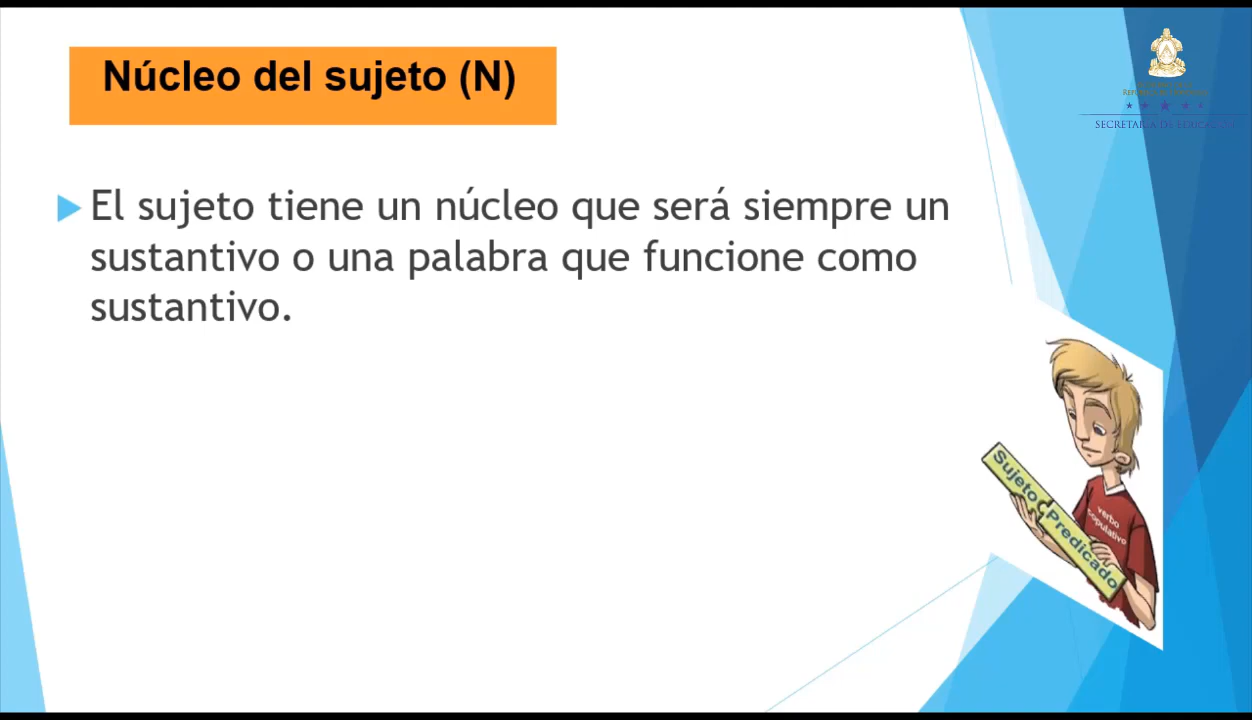 Núcleo del sujeto (N)
SECRETARÍA DE EDUCACIÓN
El sujeto tiene un núcleo que será siempre un
sustantivo o una palabra que funcione como
sustantivo.
Sujeto
Predicado
verbo
copulativo